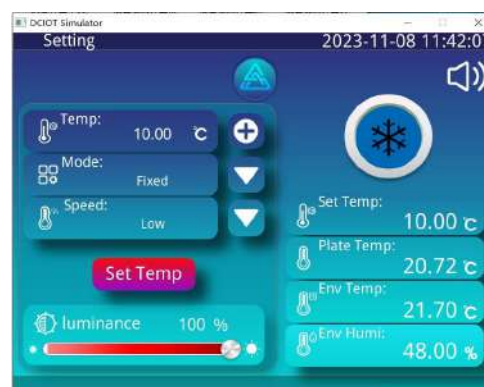 DCIOT Simulator
Setting
2023-11-08 11:42:0
Temp:
10.00 ℃
Mode:
Fixed
Speed:
Low
Set Temp
luminance 100 %
Set Temp:
10.00 ℃
Plate Temp:
20.72 ℃
Env Temp:
21.70 ℃
Env Humi:
48.00 %